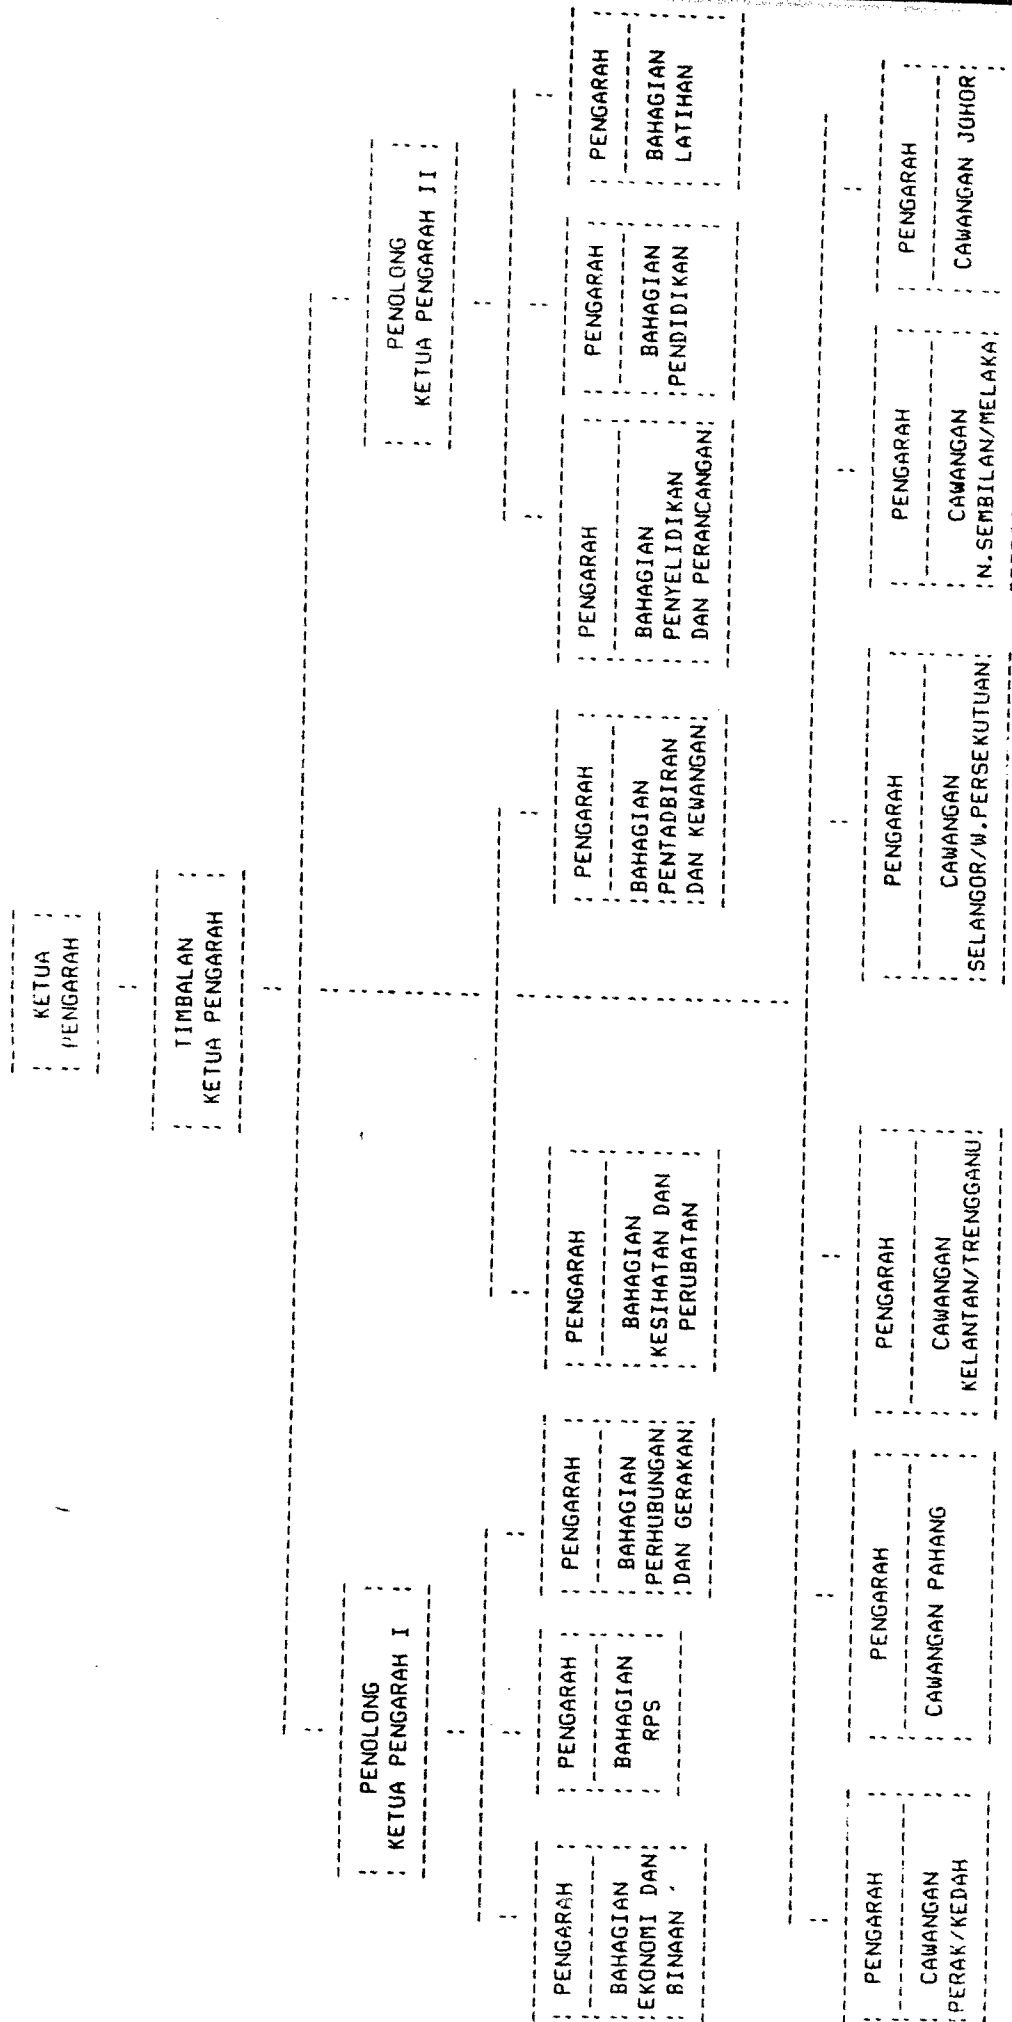 KETUA
PENGARAH
TIMBALAN
KETUA PENGARAH
PENOLONG
KETUA PENGARAH I
PENOLONG
KETUA PENGARAH II
PENGARAH
BAHAGIAN
EKONOMI DAN
BINAAN
PENGARAH
BAHAGIAN
RPS
PENGARAH
BAHAGIAN
PERHUBUNGAN
DAN GERAKAN
PENGARAH
BAHAGIAN
KESIHATAN DAN
PERUBATAN
PENGARAH
BAHAGIAN
PENTADBIRAN
DAN KEWANGAN
PENGARAH
BAHAGIAN
PENYELIDIKAN
DAN PERANCANGAN
PENGARAH
BAHAGIAN
PENDIDIKAN
PENGARAH
BAHAGIAN
LATIHAN
PENGARAH
CAWANGAN
PERAK/KEDAH
PENGARAH
CAWANGAN PAHANG
PENGARAH
CAWANGAN
KELANTAN/TRENGGANU
PENGARAH
CAWANGAN
SELANGOR/W.PERSEKUTUAN
PENGARAH
CAWANGAN
N.SEMBILAN/MELAKA
PENGARAH
CAWANGAN JOHOR